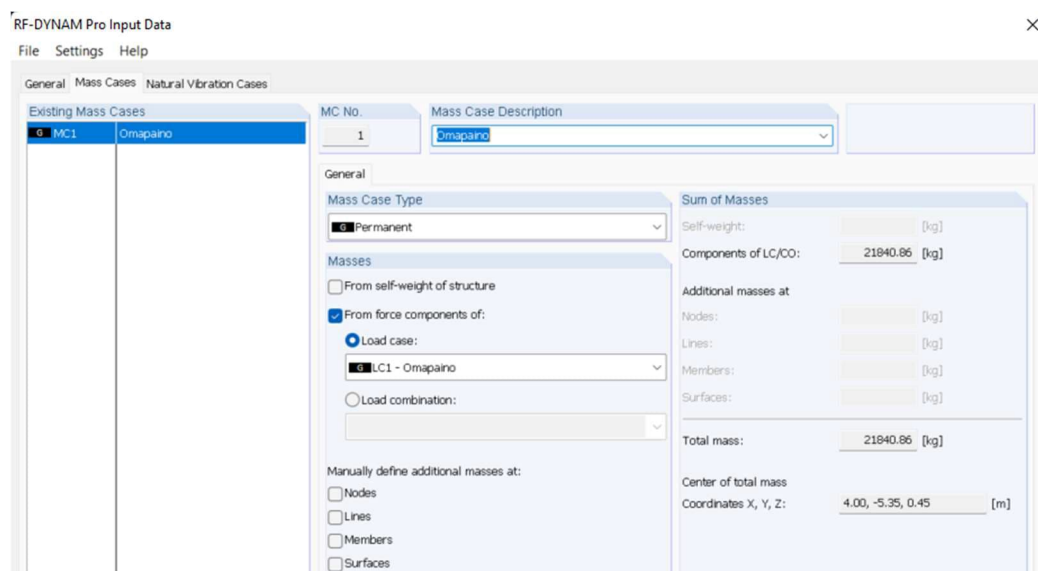 RF-DYNAM Pro Input Data
File Settings Help
General Mass Cases Natural Vibration Cases
Existing Mass Cases
G MC1 Omapaino
MC No.
1
Mass Case Description
Omapaino
General
Mass Case Type
G Permanent
Masses
From self-weight of structure
From force components of:
Load case:
G LC1 - Omapaino
Load combination:
Manually define additional masses at:
Nodes
Lines
Members
Surfaces
Sum of Masses
Self-weight: [kg]
Components of LC/CO: 21840.86 [kg]
Additional masses at
Nodes: [kg]
Lines: [kg]
Members: [kg]
Surfaces: [kg]
Total mass: 21840.86 [kg]
Center of total mass
Coordinates X, Y, Z: 4.00, -5.35, 0.45 [m]